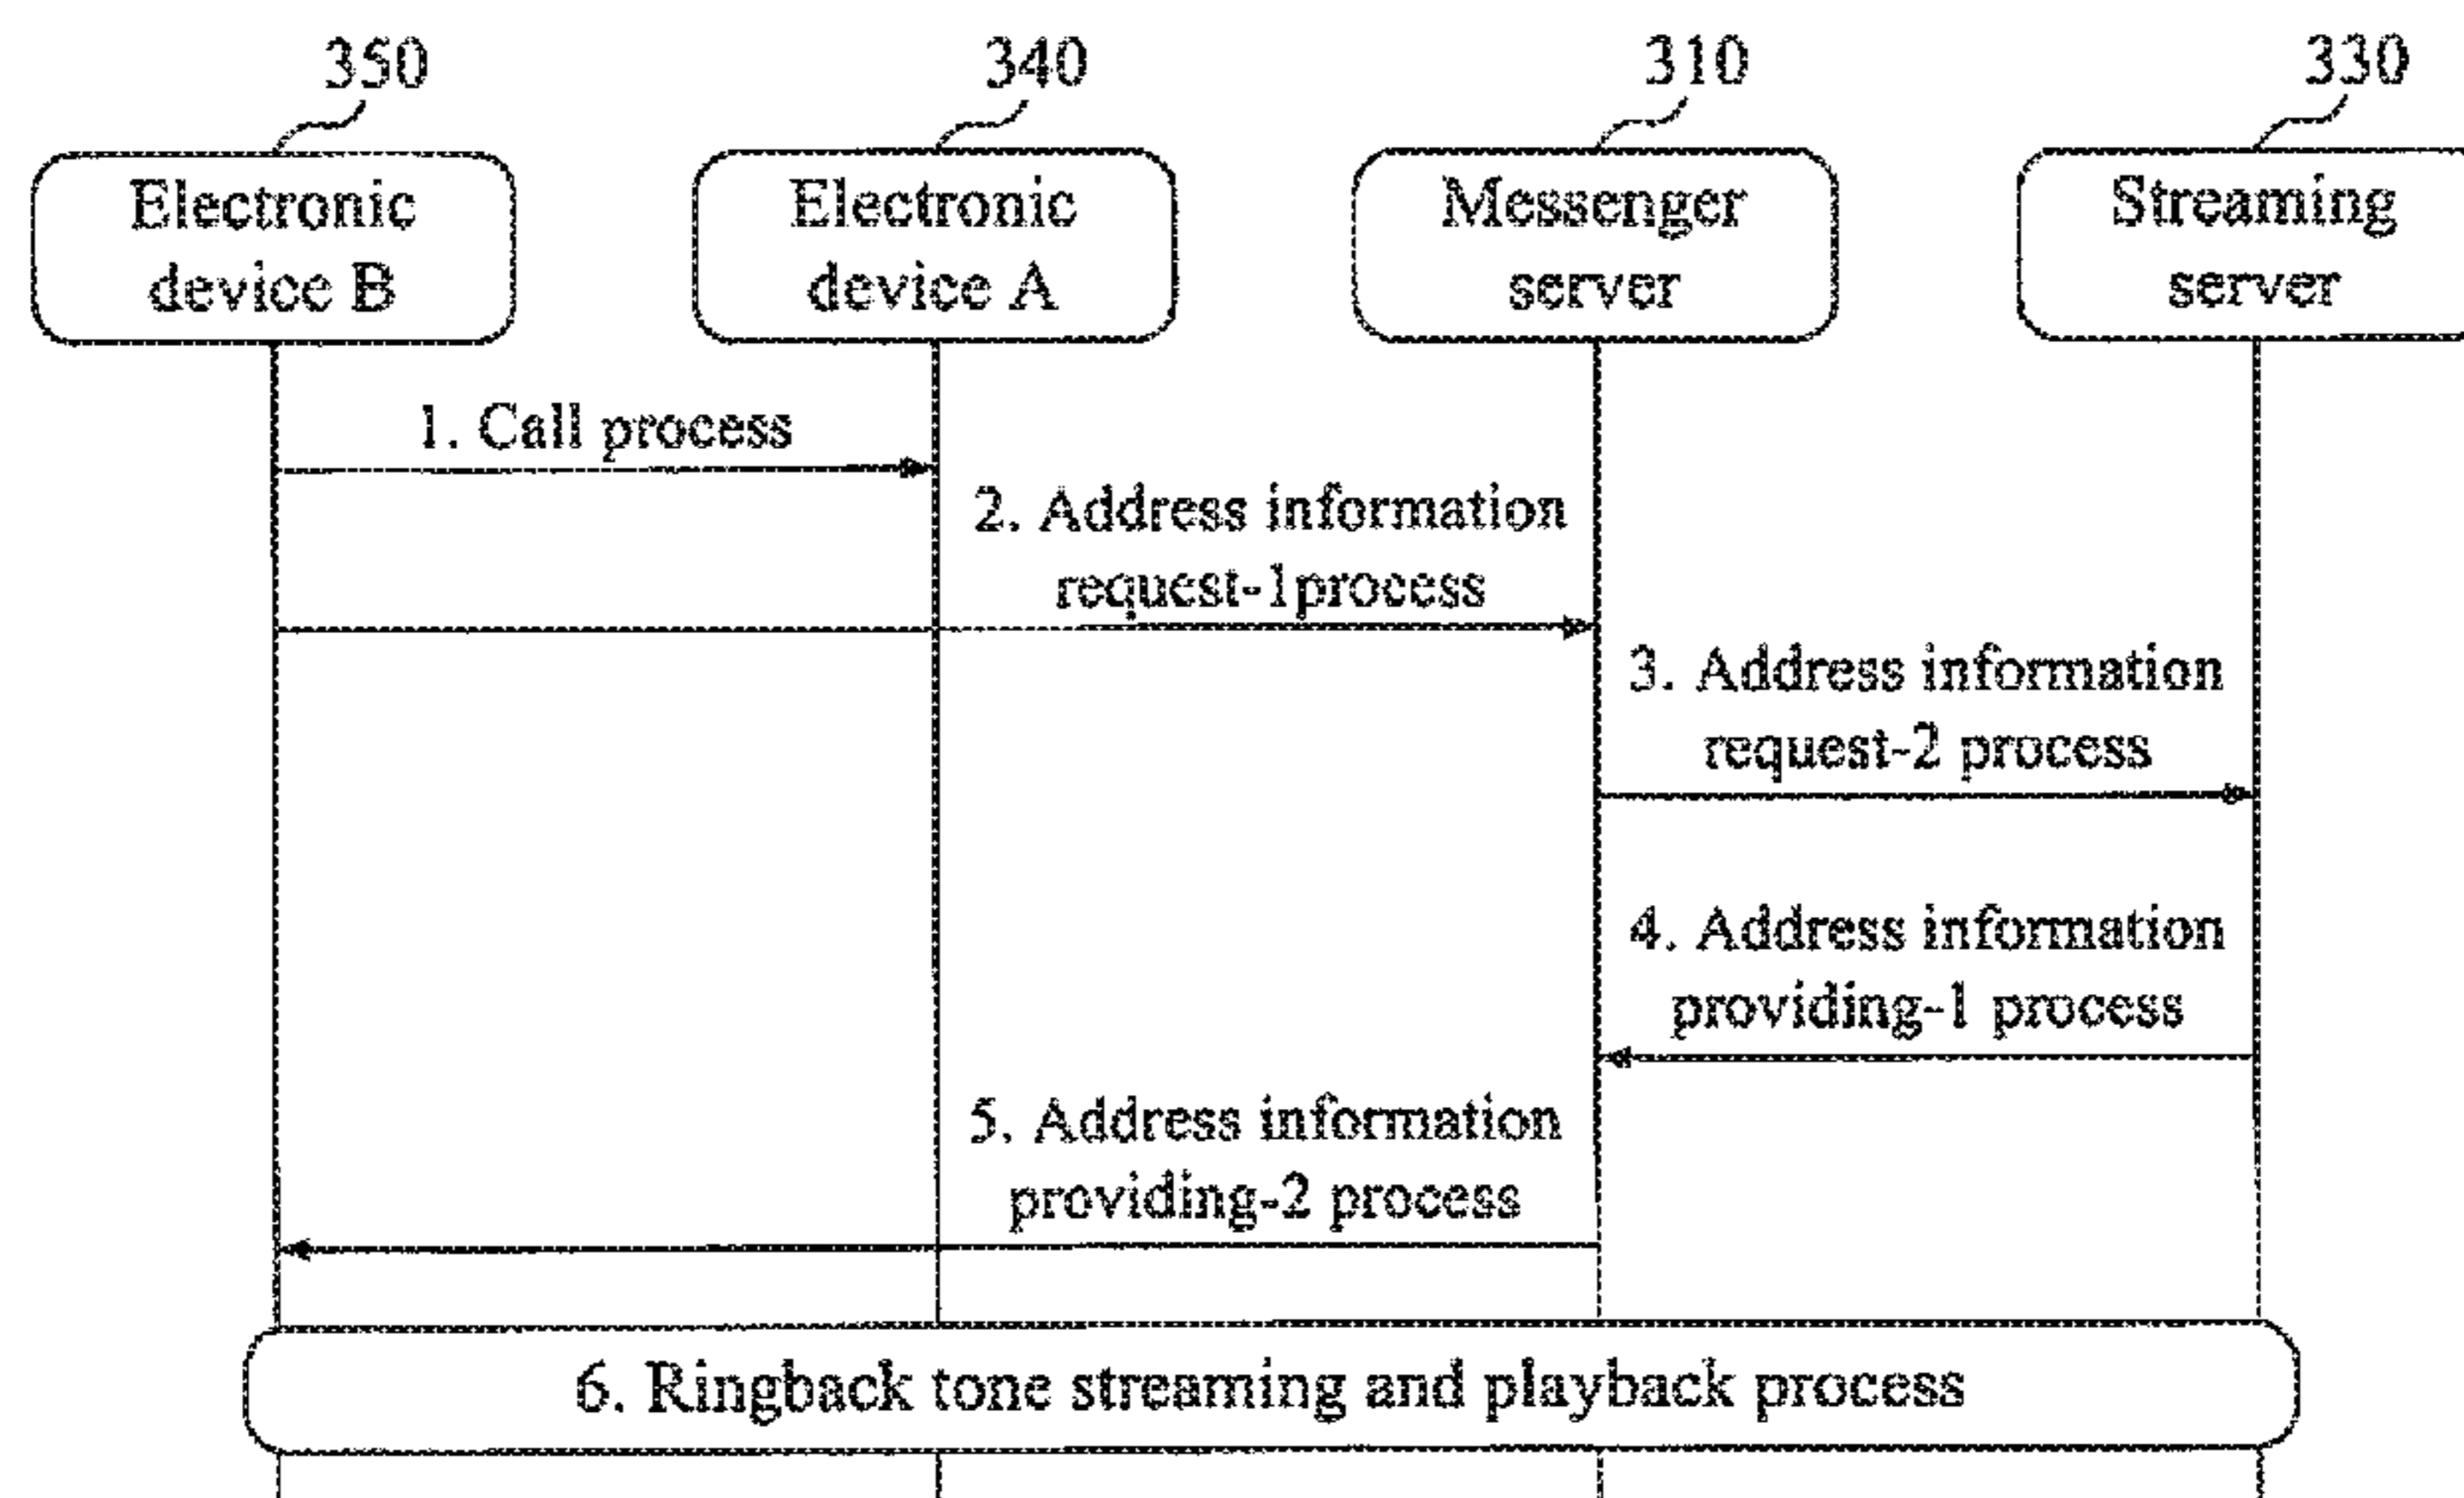 350
340
310
330
Electronic
device B
Electronic
device A
Messenger
server
Streaming
server
1. Call process
2. Address information
request-1process
3. Address information
request-2 process
4. Address information
providing-1 process
5. Address information
providing-2 process
6. Ringback tone streaming and playback process